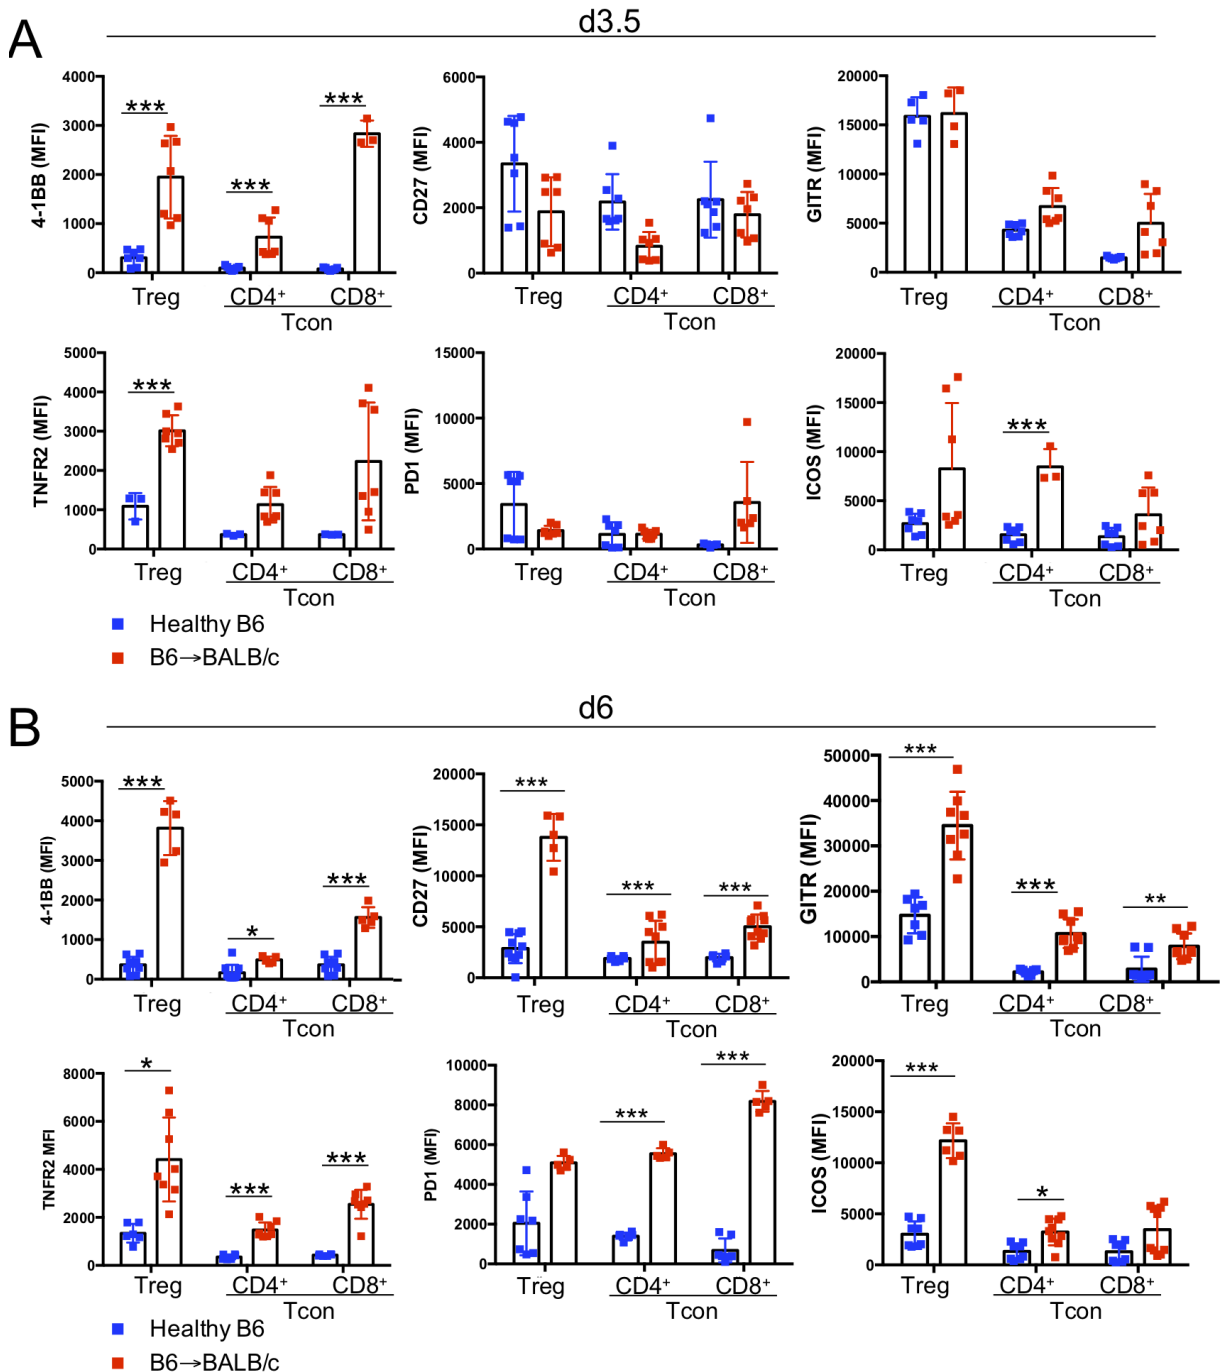 A
d3.5
4-1BB (MFI)
4000
3000
2000
1000
0
***
***
***
Treg
CD4+
CD8+
Tcon
CD27 (MFI)
6000
4000
2000
0
Treg
CD4+
CD8+
Tcon
GITR (MFI)
20000
15000
10000
5000
0
Treg
CD4+
CD8+
Tcon
TNFR2 (MFI)
5000
4000
3000
2000
1000
0
***
Treg
CD4+
CD8+
Tcon
PD1 (MFI)
15000
10000
5000
0
Treg
CD4+
CD8+
Tcon
ICOS (MFI)
20000
15000
10000
5000
0
***
Treg
CD4+
CD8+
Tcon
Healthy B6
B6→BALB/c
B
d6
4-1BB (MFI)
5000
4000
3000
2000
1000
0
***
*
***
Treg
CD4+
CD8+
Tcon
CD27 (MFI)
20000
15000
10000
5000
0
***
***
***
Treg
CD4+
CD8+
Tcon
GITR (MFI)
50000
40000
30000
20000
10000
0
***
***
**
Treg
CD4+
CD8+
Tcon
TNFR2 MFI
8000
6000
4000
2000
0
*
***
***
Treg
CD4+
CD8+
Tcon
PD1 (MFI)
10000
8000
6000
4000
2000
0
***
***
Treg
CD4+
CD8+
Tcon
ICOS (MFI)
20000
15000
10000
5000
0
***
*
Treg
CD4+
CD8+
Tcon
Healthy B6
B6→BALB/c